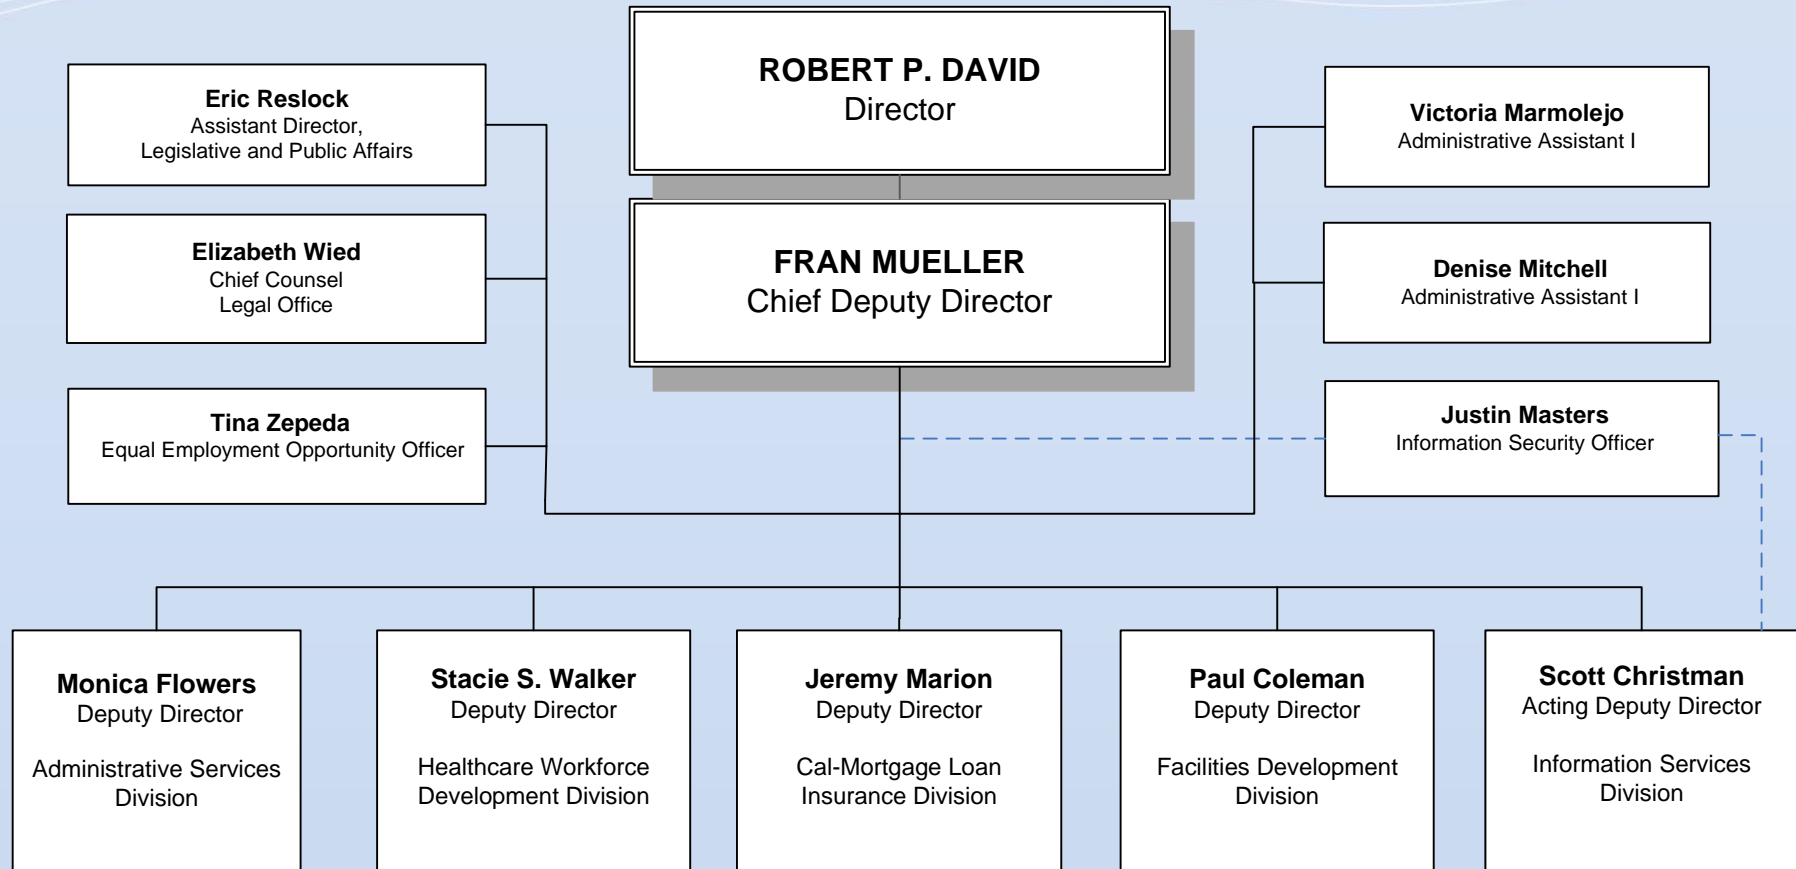 ROBERT P. DAVID
Director
Eric Reslock
Assistant Director,
Legislative and Public Affairs
Victoria Marmolejo
Administrative Assistant I
Elizabeth Wied
Chief Counsel
Legal Office
FRAN MUELLER
Chief Deputy Director
Denise Mitchell
Administrative Assistant I
Tina Zepeda
Equal Employment Opportunity Officer
Justin Masters
Information Security Officer
Monica Flowers
Deputy Director
Administrative Services
Division
Stacie S. Walker
Deputy Director
Healthcare Workforce
Development Division
Jeremy Marion
Deputy Director
Cal-Mortgage Loan
Insurance Division
Paul Coleman
Deputy Director
Facilities Development
Division
Scott Christman
Acting Deputy Director
Information Services
Division